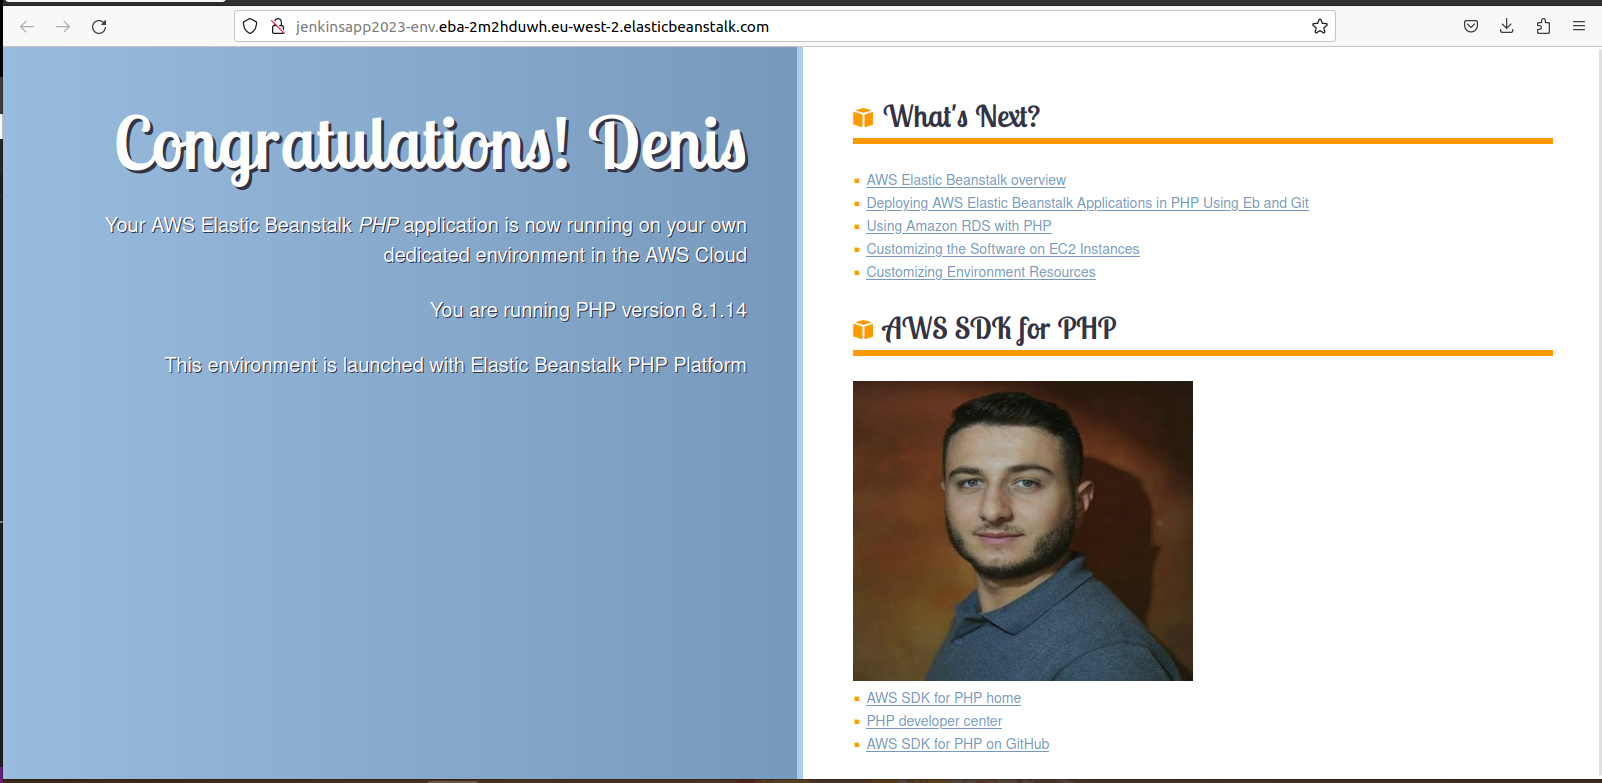 jenkinsapp2023-env.eba-2m2hduwh.eu-west-2.elasticbeanstalk.com
Congratulations! Denis
Your AWS Elastic Beanstalk PHP application is now running on your own
dedicated environment in the AWS Cloud
You are running PHP version 8.1.14
This environment is launched with Elastic Beanstalk PHP Platform
What's Next?
AWS Elastic Beanstalk overview
Deploying AWS Elastic Beanstalk Applications in PHP Using Eb and Git
Using Amazon RDS with PHP
Customizing the Software on EC2 Instances
Customizing Environment Resources
AWS SDK for PHP
AWS SDK for PHP home
PHP developer center
AWS SDK for PHP on GitHub